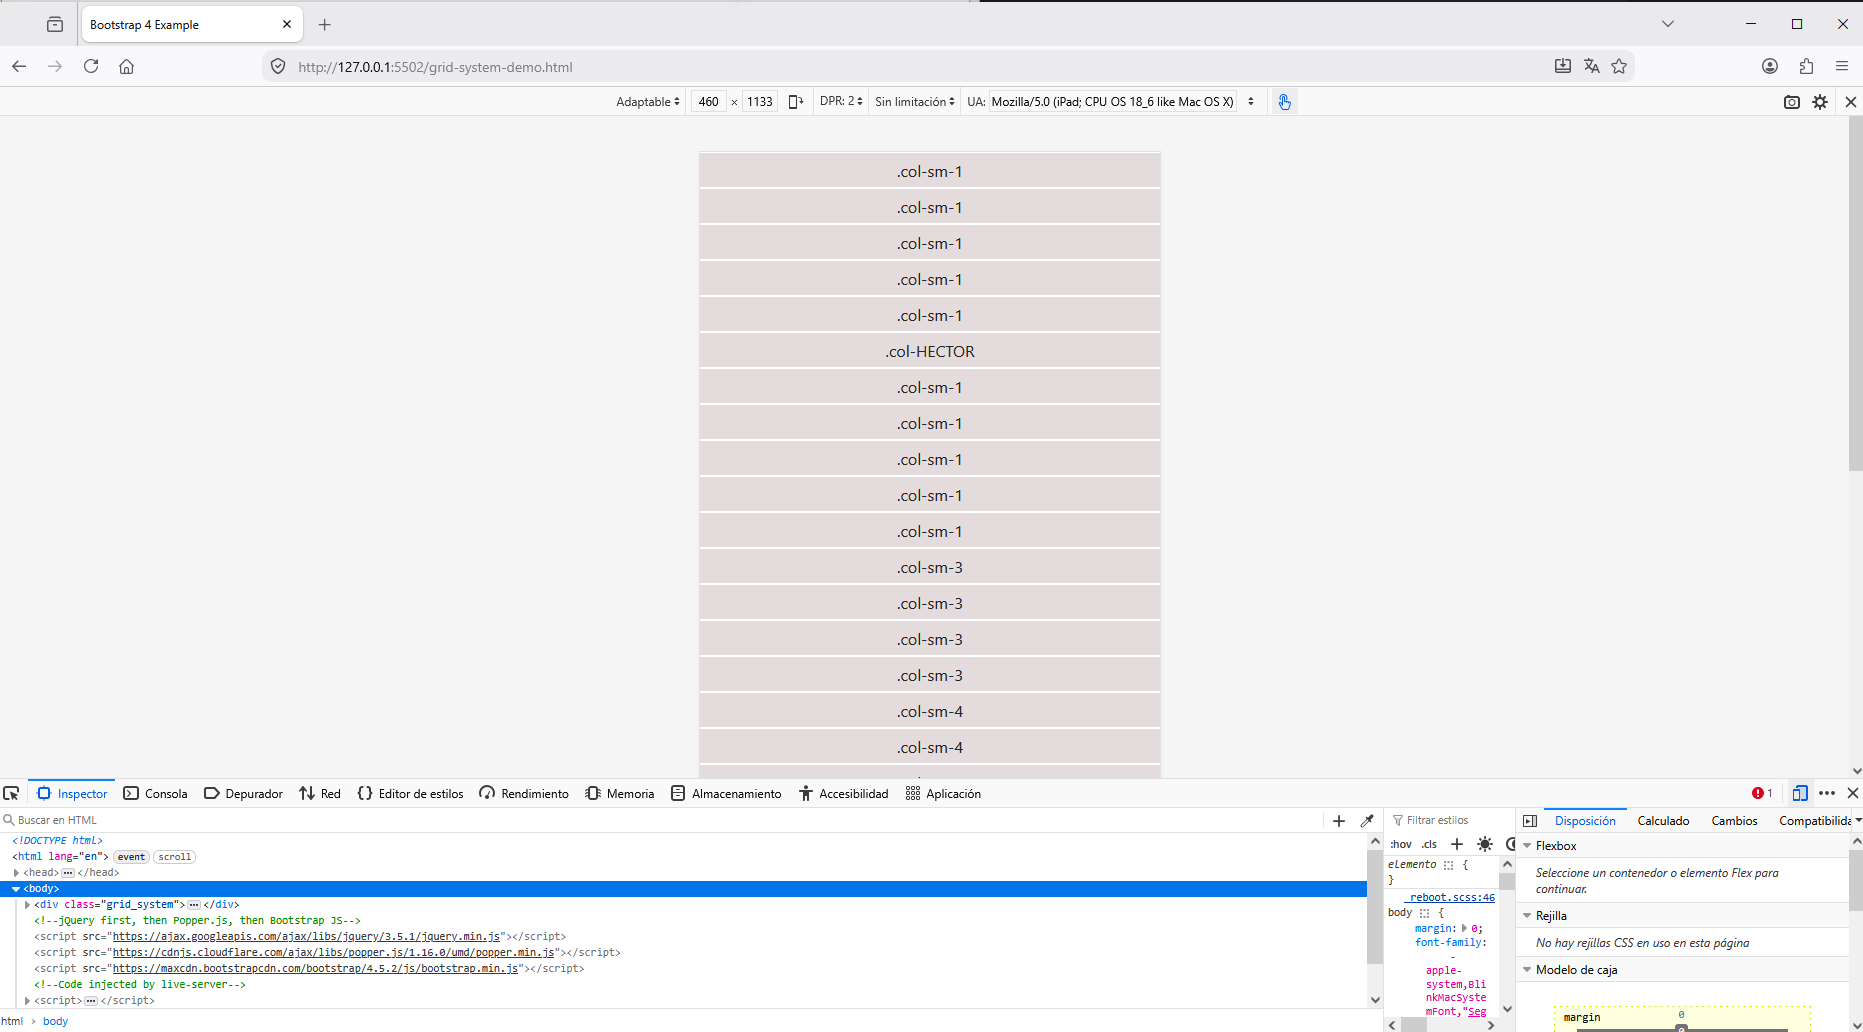 Bootstrap 4 Example
http://127.0.0.1:5502/grid-system-demo.html
Adaptable 460 × 1133 DPR: 2 Sin limitación UA: Mozilla/5.0 (iPad; CPU OS 18_6 like Mac OS X)
.col-sm-1
.col-sm-1
.col-sm-1
.col-sm-1
.col-sm-1
.col-HECTOR
.col-sm-1
.col-sm-1
.col-sm-1
.col-sm-1
.col-sm-1
.col-sm-3
.col-sm-3
.col-sm-3
.col-sm-3
.col-sm-4
.col-sm-4
Inspector Consola Depurador Red Editor de estilos Rendimiento Memoria Almacenamiento Accesibilidad Aplicación 1
Buscar en HTML
<!DOCTYPE html>
<html lang="en"> event scroll
<head> </head>
<body>
<div class="grid_system"> </div>
<!--jQuery first, then Popper.js, then Bootstrap JS-->
<script src="https://ajax.googleapis.com/ajax/libs/jquery/3.5.1/jquery.min.js"></script>
<script src="https://cdnjs.cloudflare.com/ajax/libs/popper.js/1.16.0/umd/popper.min.js"></script>
<script src="https://maxcdn.bootstrapcdn.com/bootstrap/4.5.2/js/bootstrap.min.js"></script>
<!--Code injected by live-server-->
<script> </script>
html > body
Filtrar estilos
:hov .cls
elemento {
}
_reboot.scss:46
body {
margin: 0;
font-family:
-
apple-
system,Bli
nkMacSyste
mFont,"Seg
Disposición Calculado Cambios Compatibilida
Flexbox
Seleccione un contenedor o elemento Flex para
continuar.
Rejilla
No hay rejillas CSS en uso en esta página
Modelo de caja
margin 0